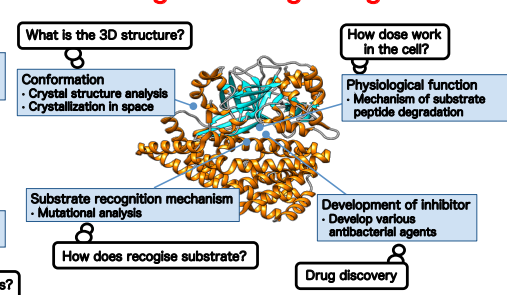 What is the 3D structure?
How dose work
in the cell?
Conformation
· Crystal structure analysis
· Crystallization in space
Physiological function
· Mechanism of substrate
peptide degradation
Substrate recognition mechanism
· Mutational analysis
Development of inhibitor
· Develop various
antibacterial agents
How does recogise substrate?
Drug discovery
s?